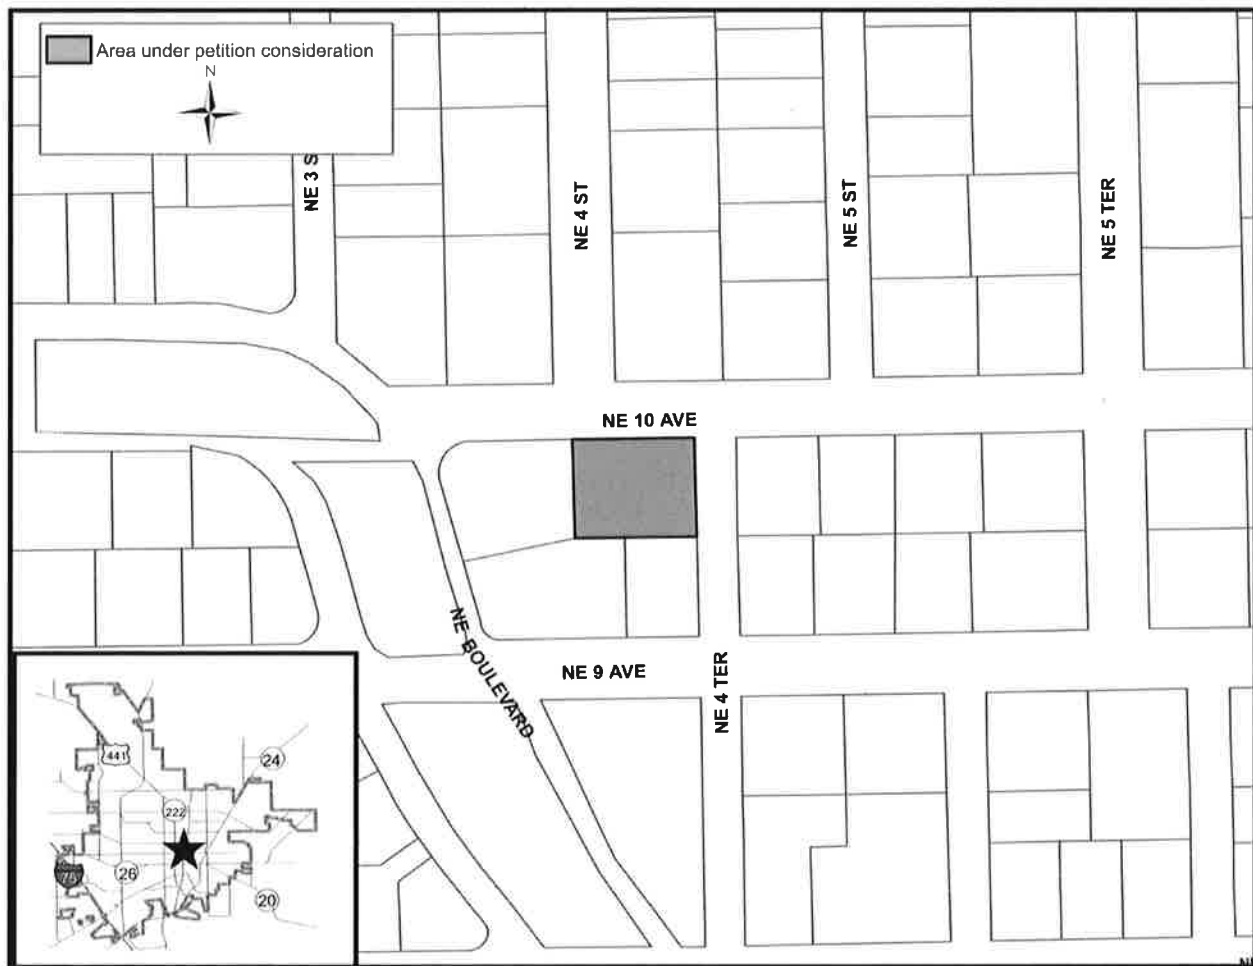 Area under petition consideration
N
NE 3 S
NE 4 ST
NE 5 ST
NE 5 TER
NE 10 AVE
NE BOULEVARD
NE 9 AVE
NE 4 TER
441
24
222
75
26
20